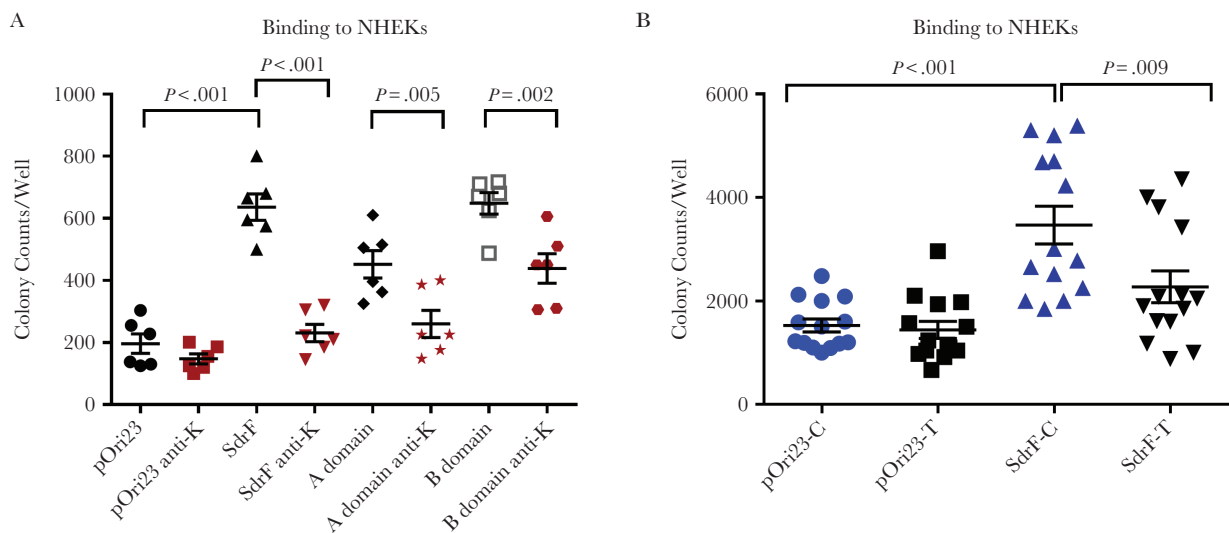 A
Binding to NHEKs
P<.001
P<.001
P=.005
P=.002
Colony Counts/Well
1000
800
600
400
200
0
pOri23
pOri23 anti-K
SdrF
SdrF anti-K
A domain
A domain anti-K
B domain
B domain anti-K
B
Binding to NHEKs
P<.001
P=.009
Colony Counts/Well
6000
4000
2000
0
pOri23-C
pOri23-T
SdrF-C
SdrF-T